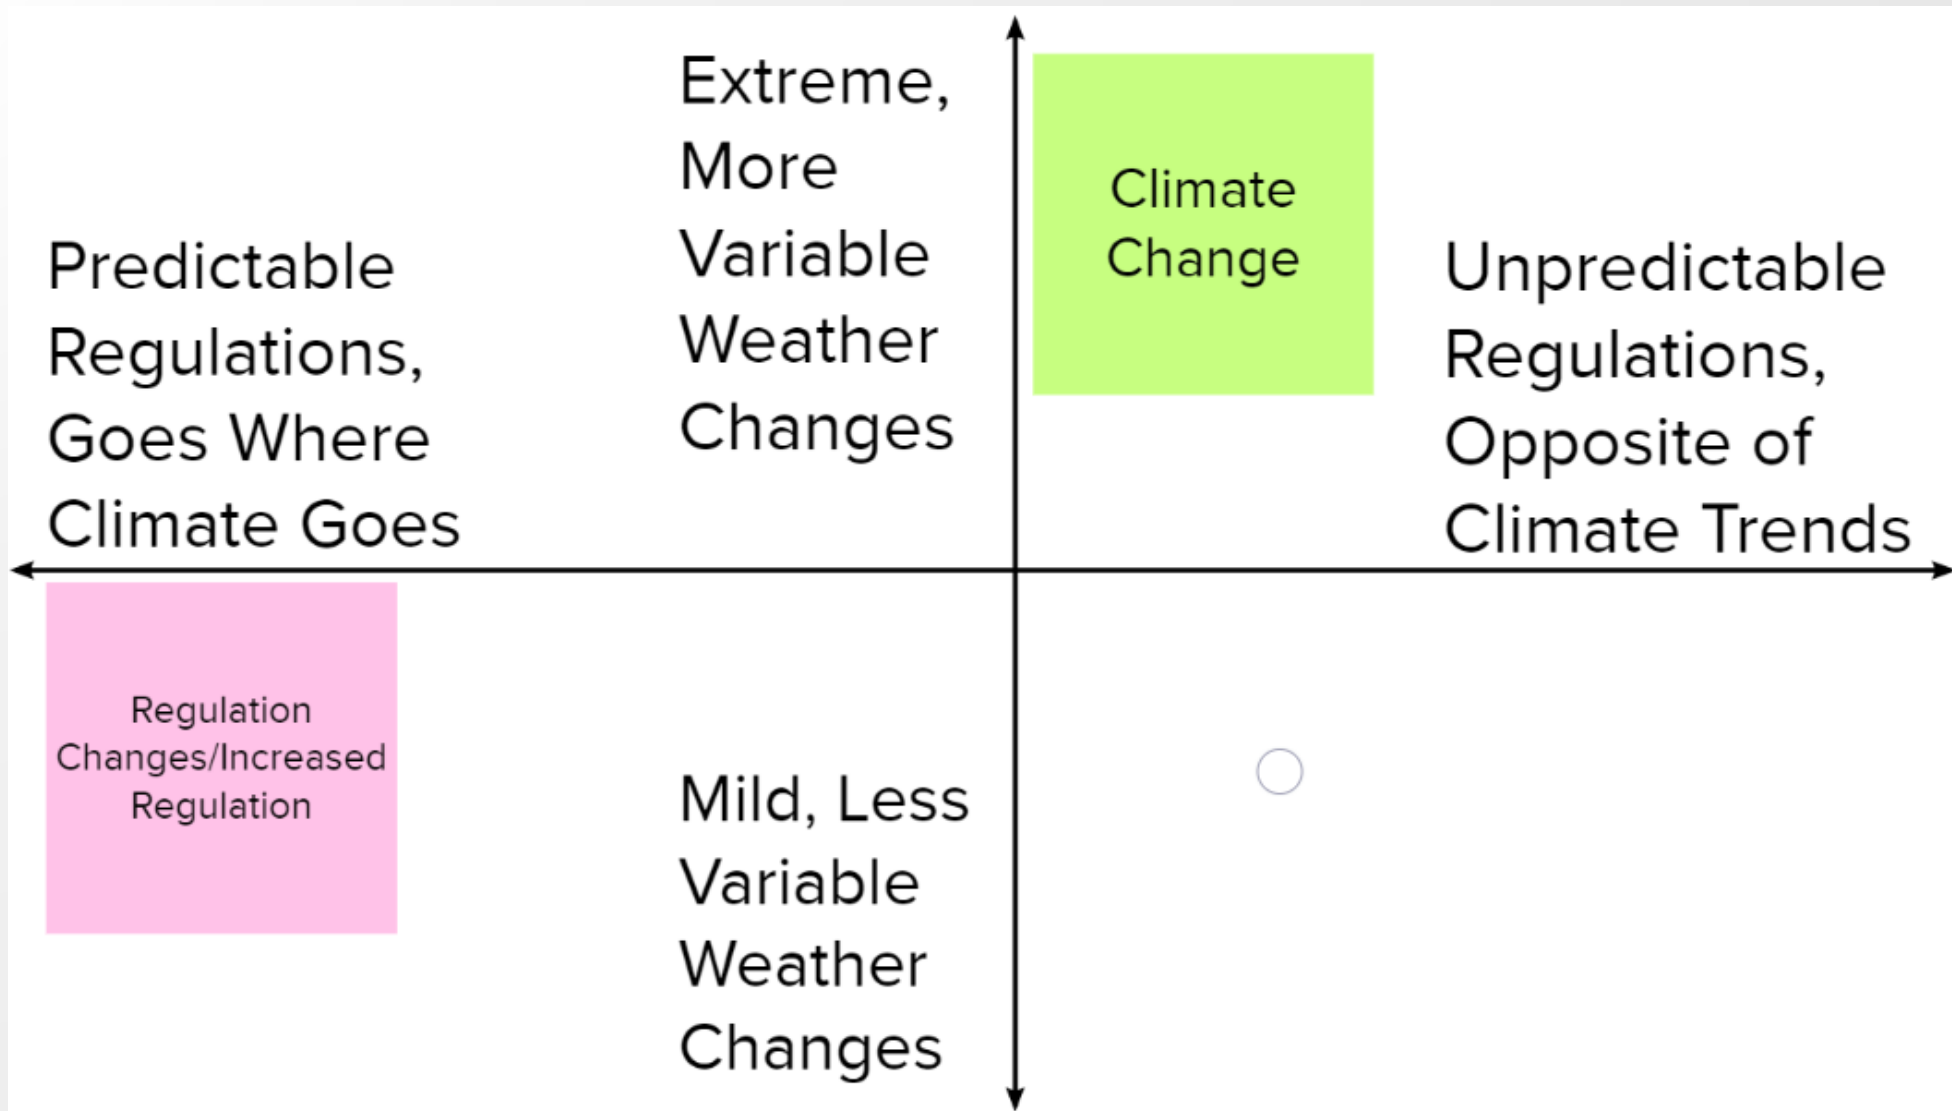 Extreme,
More
Variable
Weather
Changes
Climate
Change
Predictable
Regulations,
Goes Where
Climate Goes
Unpredictable
Regulations,
Opposite of
Climate Trends
Regulation
Changes/Increased
Regulation
Mild, Less
Variable
Weather
Changes